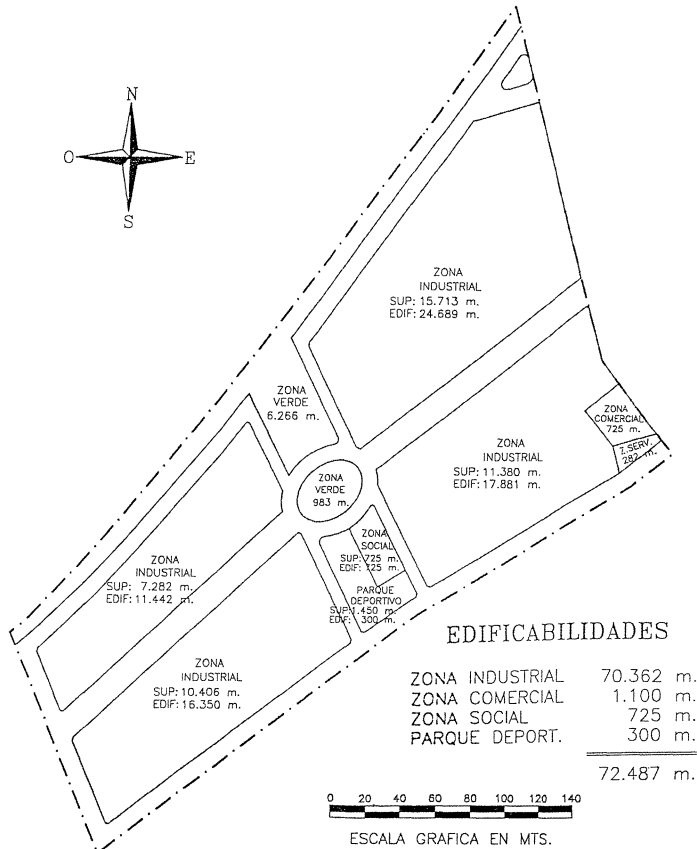 N
O E
S
ZONA
INDUSTRIAL
SUP: 15.713 m.
EDIF: 24.689 m.
ZONA
VERDE
6.266 m.
ZONA
COMERCIAL
725 m.
Z.SERV.
282 m.
ZONA
INDUSTRIAL
SUP: 11.380 m.
EDIF: 17.881 m.
ZONA
VERDE
983 m.
ZONA
SOCIAL
SUP: 725 m.
EDIF: 725 m.
ZONA
INDUSTRIAL
SUP: 7.282 m.
EDIF: 11.442 m.
PARQUE
DEPORTIVO
SUP: 1.450 m.
EDIF: 300 m.
ZONA
INDUSTRIAL
SUP: 10.406 m.
EDIF: 16.350 m.
EDIFICABILIDADES
ZONA INDUSTRIAL 70.362 m.
ZONA COMERCIAL 1.100 m.
ZONA SOCIAL 725 m.
PARQUE DEPORT. 300 m.
72.487 m.
0 20 40 60 80 100 120 140
ESCALA GRAFICA EN MTS.